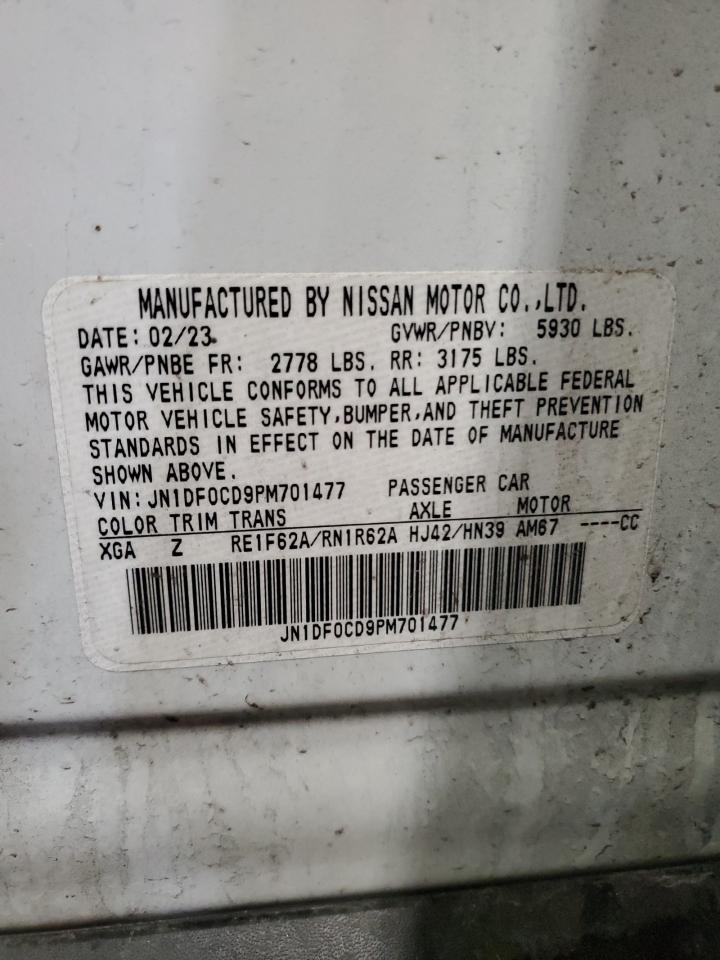 MANUFACTURED BY NISSAN MOTOR CO.,LTD.
DATE: 02/23 GVWR/PNBV: 5930 LBS.
GAWR/PNBE FR: 2778 LBS. RR: 3175 LBS.
THIS VEHICLE CONFORMS TO ALL APPLICABLE FEDERAL
MOTOR VEHICLE SAFETY,BUMPER,AND THEFT PREVENTION
STANDARDS IN EFFECT ON THE DATE OF MANUFACTURE
SHOWN ABOVE.
VIN: JN1DF0CD9PM701477 PASSENGER CAR
COLOR TRIM TRANS AXLE MOTOR
XGA Z RE1F62A/RN1R62A HJ42/HN39 AM67 ----CC
JN1DF0CD9PM701477